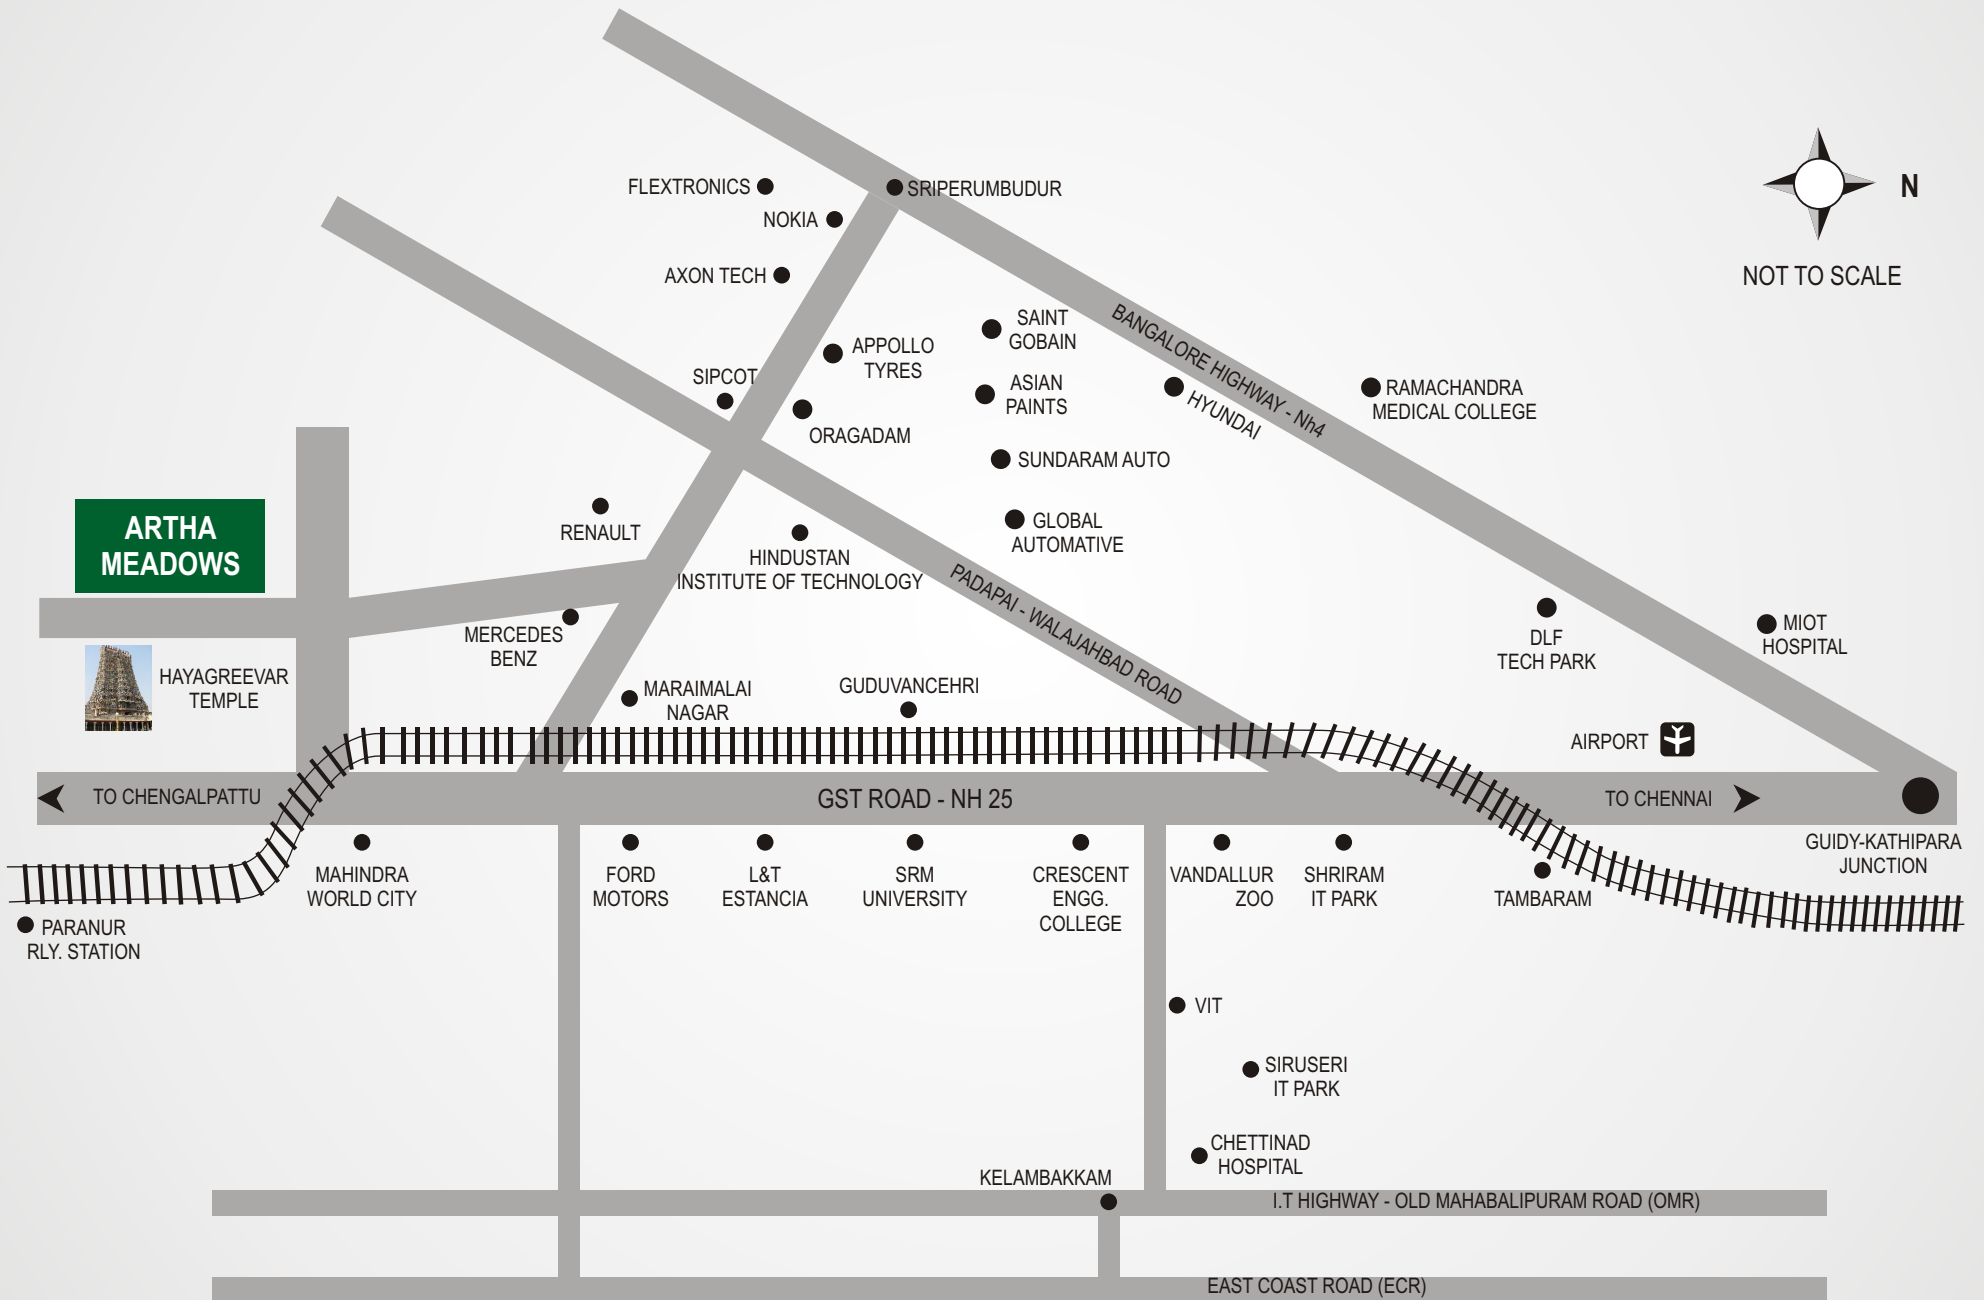 FLEXTRONICS
SRIPERUMBUDUR
N
NOKIA
AXON TECH
NOT TO SCALE
SAINT
GOBAIN
BANGALORE HIGHWAY - Nh4
APPOLLO
TYRES
SIPCOT
ASIAN
PAINTS
HYUNDAI
RAMACHANDRA
MEDICAL COLLEGE
ORAGADAM
SUNDARAM AUTO
ARTHA
MEADOWS
RENAULT
GLOBAL
AUTOMATIVE
HINDUSTAN
INSTITUTE OF TECHNOLOGY
PADAPAI - WALAJAHBAD ROAD
MERCEDES
BENZ
DLF
TECH PARK
MIOT
HOSPITAL
HAYAGREEVAR
TEMPLE
MARAIMALAI
NAGAR
GUDUVANCEHRI
AIRPORT
TO CHENGALPATTU
GST ROAD - NH 25
TO CHENNAI
GUIDY-KATHIPARA
JUNCTION
MAHINDRA
WORLD CITY
FORD
MOTORS
L&T
ESTANCIA
SRM
UNIVERSITY
CRESCENT
ENGG.
COLLEGE
VANDALLUR
ZOO
SHRIRAM
IT PARK
TAMBARAM
PARANUR
RLY. STATION
VIT
SIRUSERI
IT PARK
CHETTINAD
HOSPITAL
KELAMBAKKAM
I.T HIGHWAY - OLD MAHABALIPURAM ROAD (OMR)
EAST COAST ROAD (ECR)